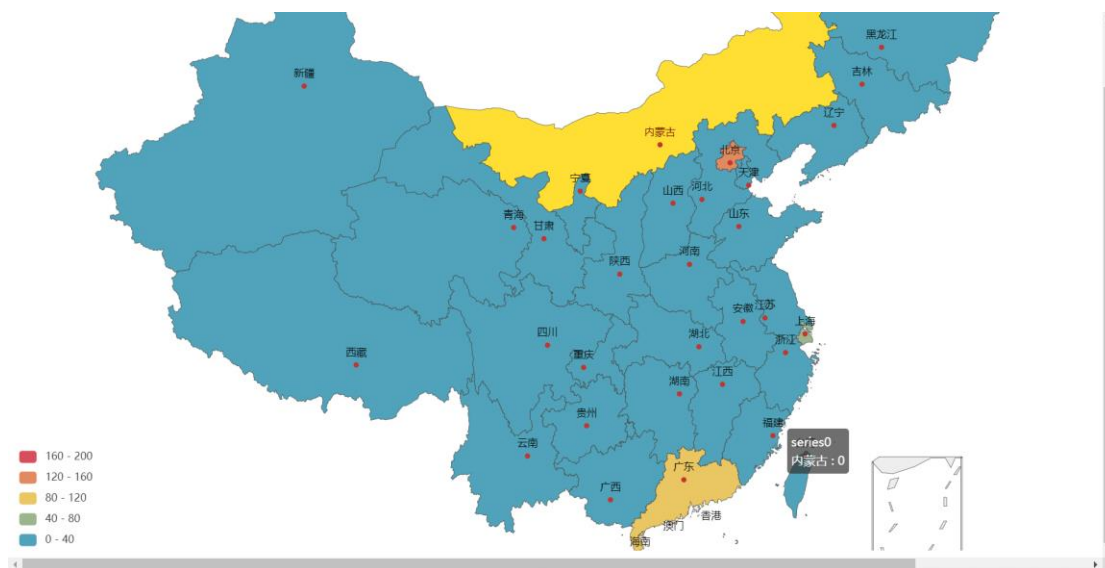 黑龙江
新疆
吉林
辽宁
内蒙古
北京
天津
宁夏
山西
河北
青海
甘肃
山东
陕西
河南
安徽
江苏
上海
四川
湖北
浙江
西藏
重庆
湖南
江西
贵州
福建
云南
series0
内蒙古 : 0
广东
广西
香港
澳门
海南
160 - 200
120 - 160
80 - 120
40 - 80
0 - 40